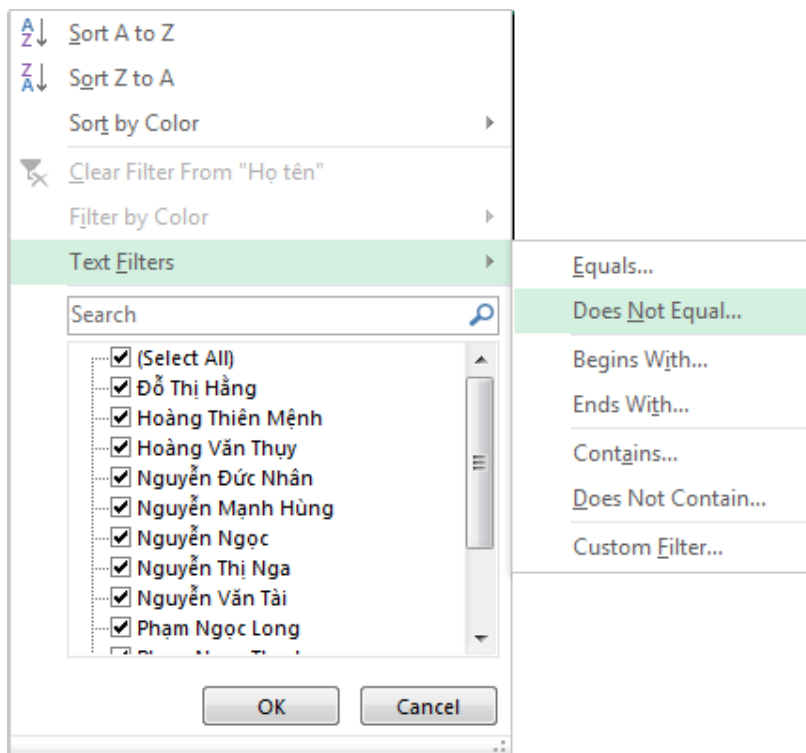 Sort A to Z
Sort Z to A
Sort by Color
Clear Filter From "Họ tên"
Filter by Color
Text Filters
Search
(Select All)
Đỗ Thị Hằng
Hoàng Thiên Mệnh
Hoàng Văn Thụy
Nguyễn Đức Nhân
Nguyễn Mạnh Hùng
Nguyễn Ngọc
Nguyễn Thị Nga
Nguyễn Văn Tài
Phạm Ngọc Long
OK
Cancel
Equals...
Does Not Equal...
Begins With...
Ends With...
Contains...
Does Not Contain...
Custom Filter...